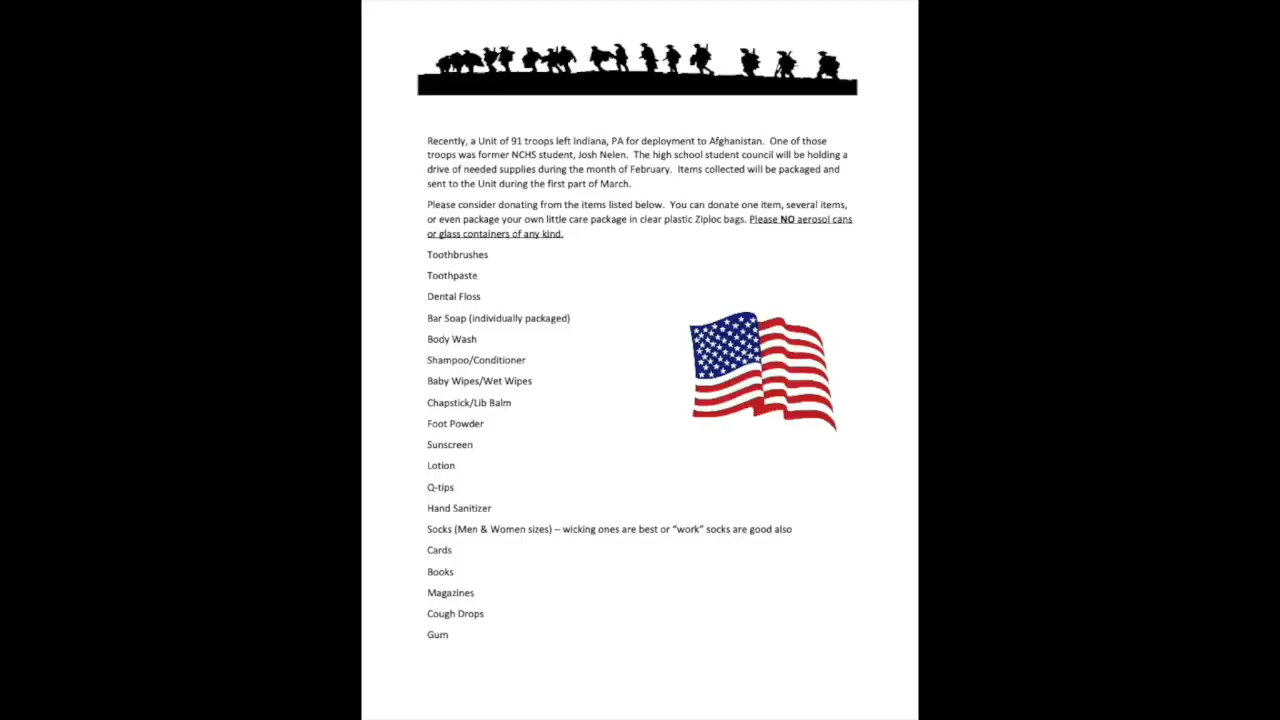 Recently, a Unit of 91 troops left Indiana, PA for deployment to Afghanistan.  One of those
troops was former NCHS student, Josh Nelen.  The high school student council will be holding a
drive of needed supplies during the month of February.  Items collected will be packaged and
sent to the Unit during the first part of March.
Please consider donating from the items listed below.  You can donate one item, several items,
or even package your own little care package in clear plastic Ziploc bags. Please NO aerosol cans
or glass containers of any kind.
Toothbrushes
Toothpaste
Dental Floss
Bar Soap (individually packaged)
Body Wash
Shampoo/Conditioner
Baby Wipes/Wet Wipes
Chapstick/Lib Balm
Foot Powder
Sunscreen
Lotion
Q-tips
Hand Sanitizer
Socks (Men & Women sizes) – wicking ones are best or “work” socks are good also
Cards
Books
Magazines
Cough Drops
Gum